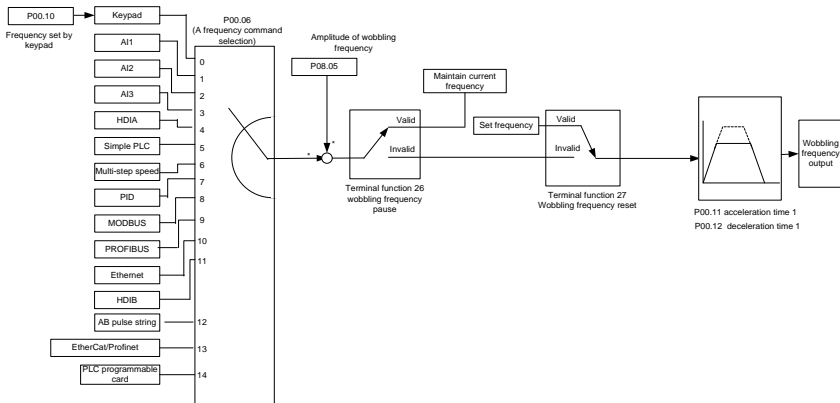 P00.10
Frequency set by
keypad
Keypad
AI1
AI2
AI3
HDIA
Simple PLC
Multi-step speed
PID
MODBUS
PROFIBUS
Ethernet
HDIB
AB pulse string
EtherCat/Profinet
PLC programmable
card
P00.06
(A frequency command
selection)
0
1
2
3
4
5
6
7
8
9
10
11
12
13
14
Amplitude of wobbling
frequency
P08.05
Maintain current
frequency
Valid
Invalid
Terminal function 26
wobbling frequency
pause
Set frequency
Valid
Invalid
Terminal function 27
Wobbling frequency reset
P00.11 acceleration time 1
P00.12 deceleration time 1
Wobbling
frequency
output